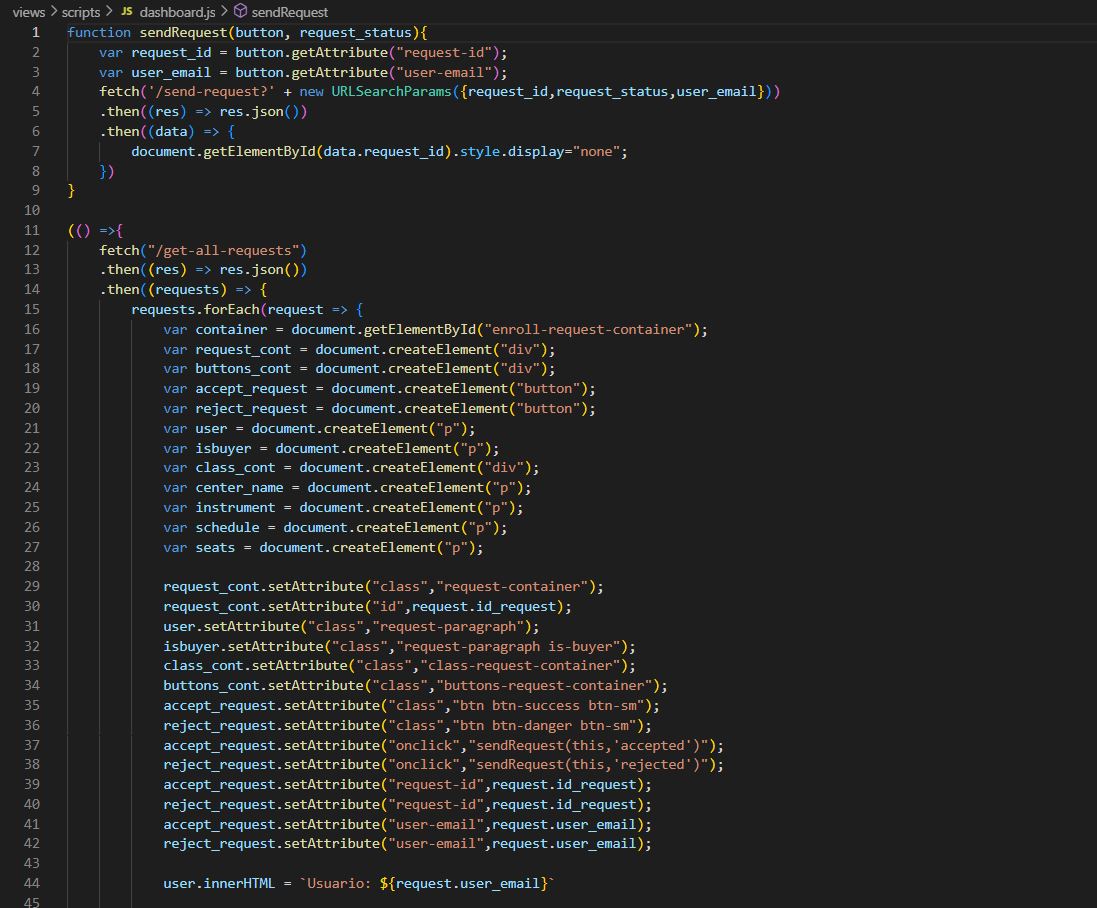 views > scripts > JS dashboard.js > sendRequest
1 function sendRequest(button, request_status){
2     var request_id = button.getAttribute("request-id");
3     var user_email = button.getAttribute("user-email");
4     fetch('/send-request?' + new URLSearchParams({request_id,request_status,user_email}))
5     .then((res) => res.json())
6     .then((data) => {
7         document.getElementById(data.request_id).style.display="none";
8     })
9 }
10
11 (() =>{
12     fetch("/get-all-requests")
13     .then((res) => res.json())
14     .then((requests) => {
15         requests.forEach(request => {
16             var container = document.getElementById("enroll-request-container");
17             var request_cont = document.createElement("div");
18             var buttons_cont = document.createElement("div");
19             var accept_request = document.createElement("button");
20             var reject_request = document.createElement("button");
21             var user = document.createElement("p");
22             var isbuyer = document.createElement("p");
23             var class_cont = document.createElement("div");
24             var center_name = document.createElement("p");
25             var instrument = document.createElement("p");
26             var schedule = document.createElement("p");
27             var seats = document.createElement("p");
28
29             request_cont.setAttribute("class","request-container");
30             request_cont.setAttribute("id",request.id_request);
31             user.setAttribute("class","request-paragraph");
32             isbuyer.setAttribute("class","request-paragraph is-buyer");
33             class_cont.setAttribute("class","class-request-container");
34             buttons_cont.setAttribute("class","buttons-request-container");
35             accept_request.setAttribute("class","btn btn-success btn-sm");
36             reject_request.setAttribute("class","btn btn-danger btn-sm");
37             accept_request.setAttribute("onclick","sendRequest(this,'accepted')");
38             reject_request.setAttribute("onclick","sendRequest(this,'rejected')");
39             accept_request.setAttribute("request-id",request.id_request);
40             reject_request.setAttribute("request-id",request.id_request);
41             accept_request.setAttribute("user-email",request.user_email);
42             reject_request.setAttribute("user-email",request.user_email);
43
44             user.innerHTML = `Usuario: ${request.user_email}`
45